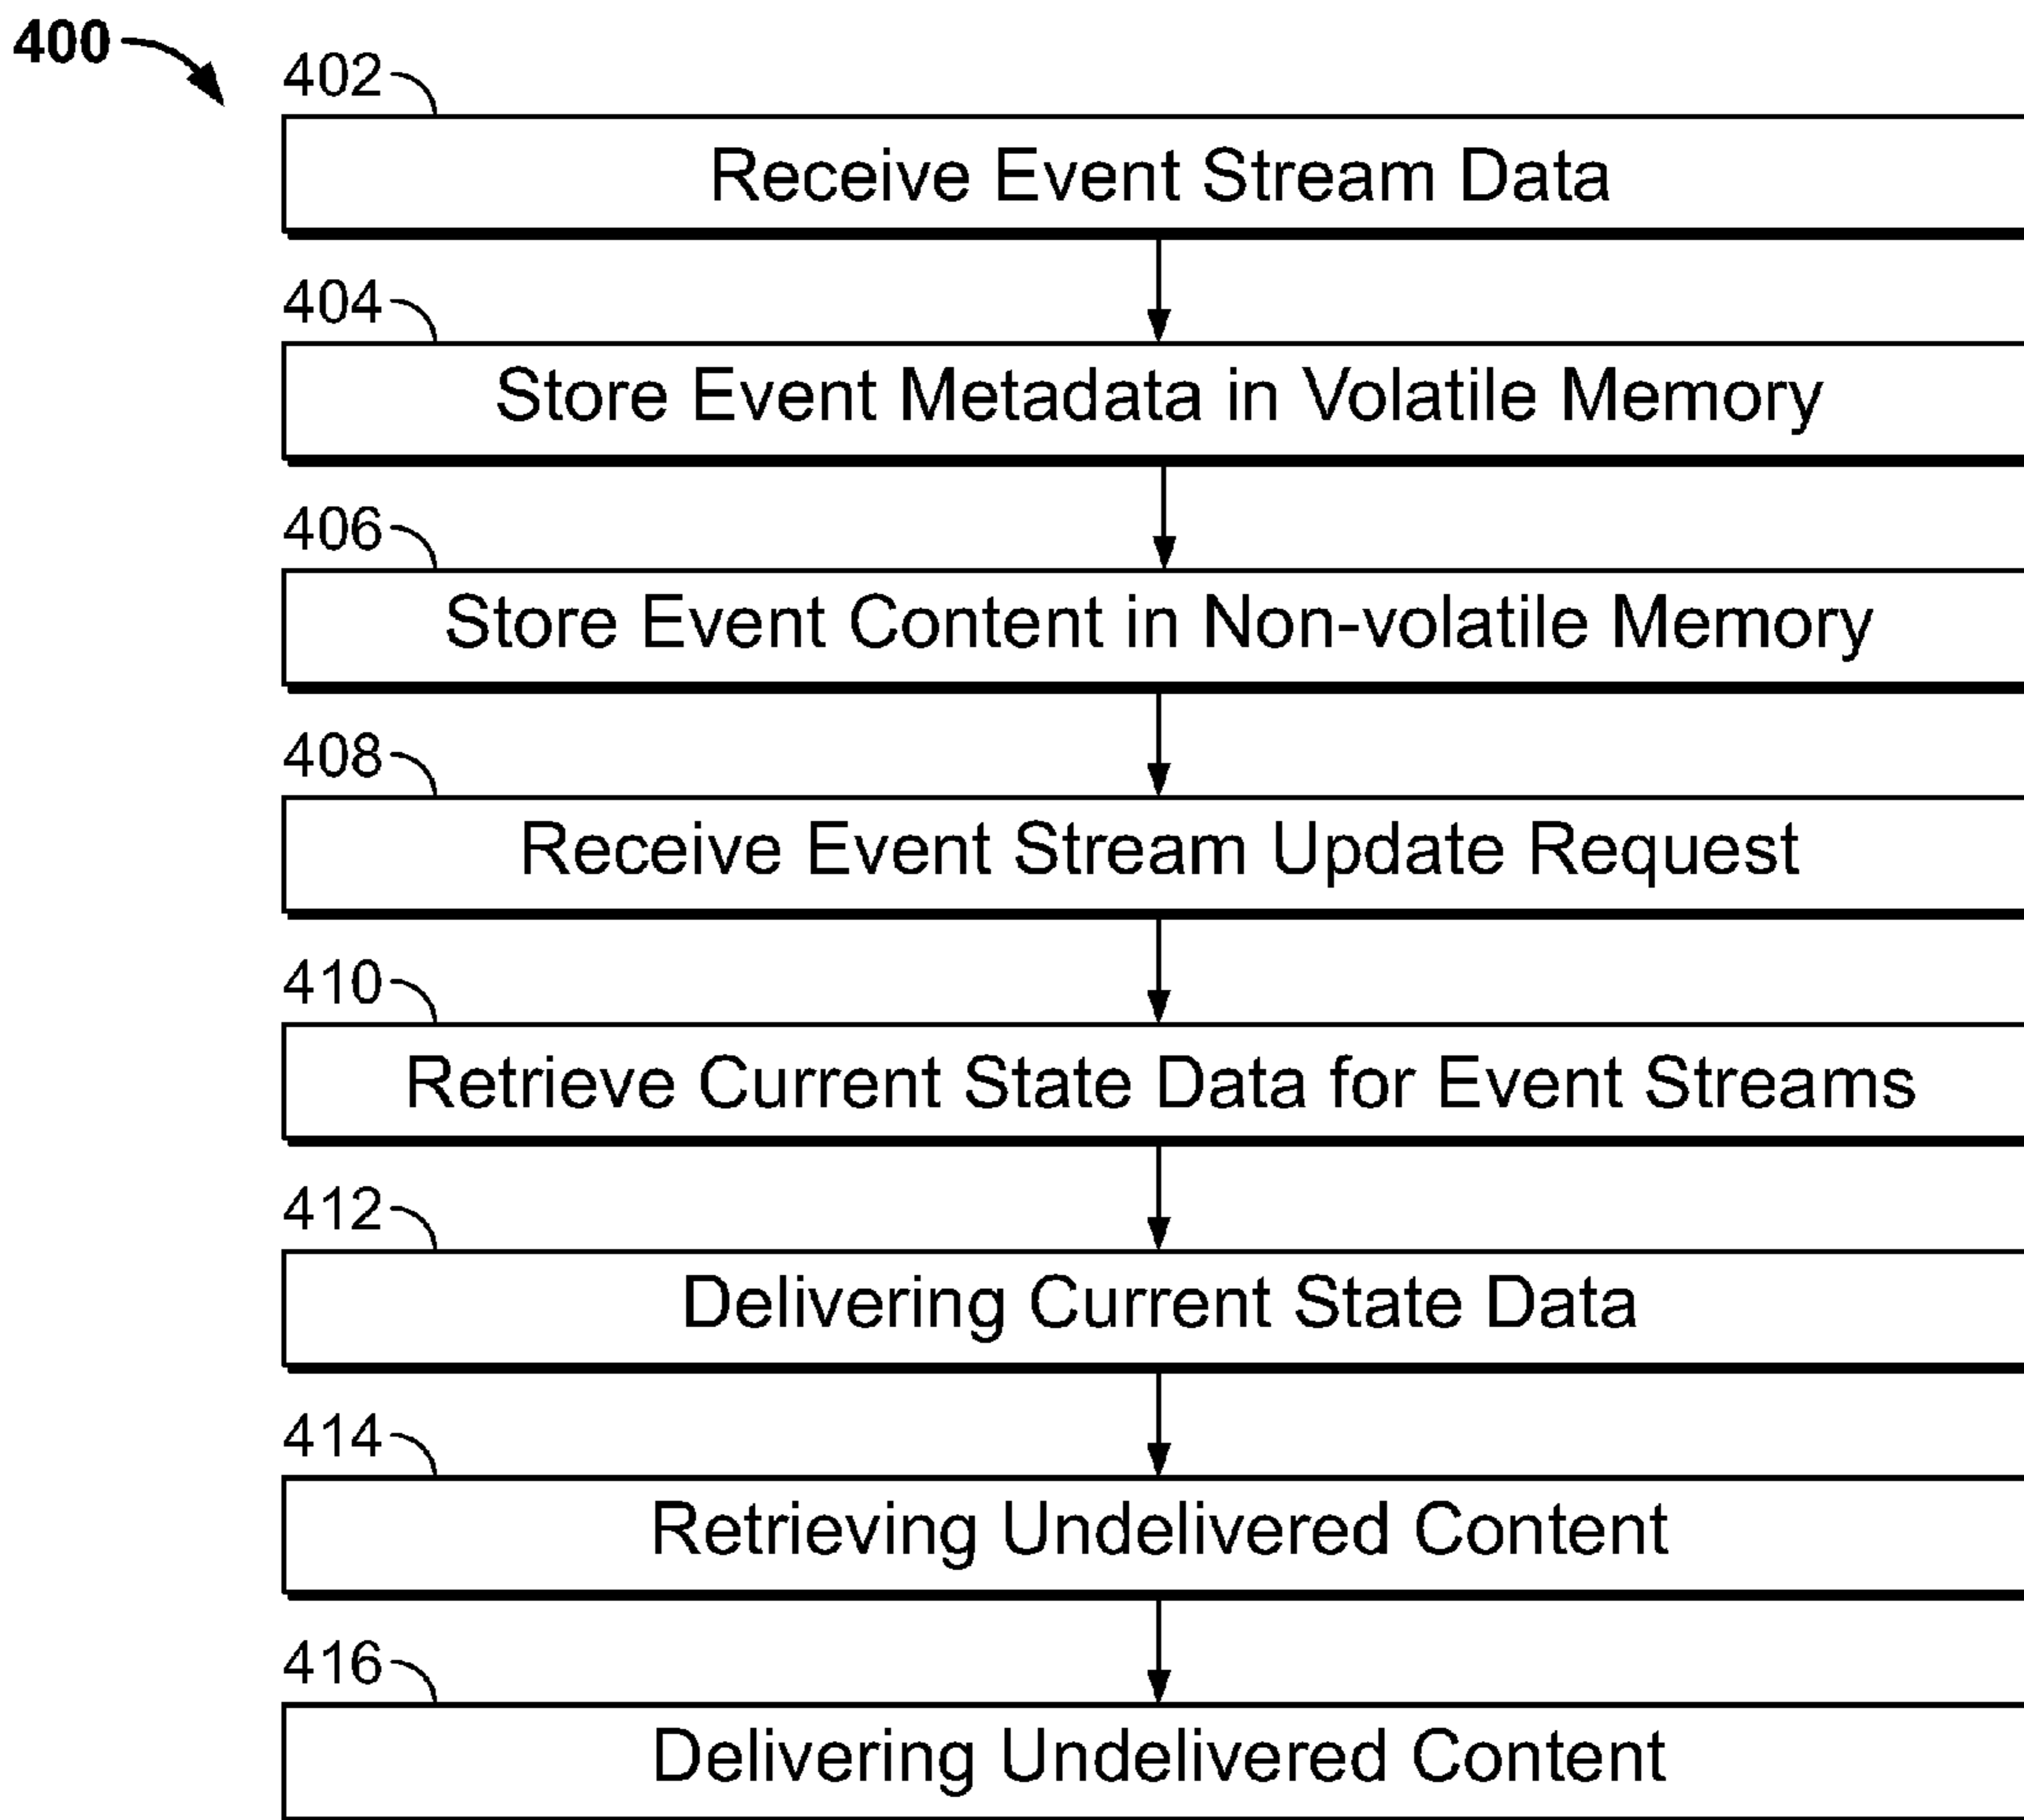 400
402
Receive Event Stream Data
404
Store Event Metadata in Volatile Memory
406
Store Event Content in Non-volatile Memory
408
Receive Event Stream Update Request
410
Retrieve Current State Data for Event Streams
412
Delivering Current State Data
414
Retrieving Undelivered Content
416
Delivering Undelivered Content